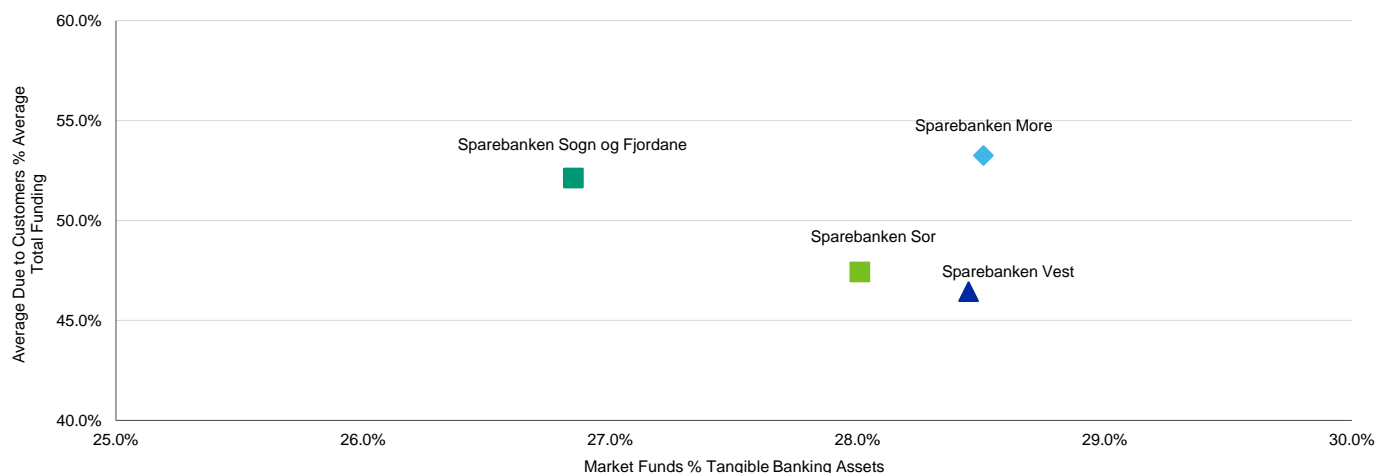 60.0%
55.0%
50.0%
45.0%
40.0%
Average Due to Customers % Average
Total Funding
Sparebanken More
Sparebanken Sogn og Fjordane
Sparebanken Sor
Sparebanken Vest
25.0%
26.0%
27.0%
28.0%
29.0%
30.0%
Market Funds % Tangible Banking Assets